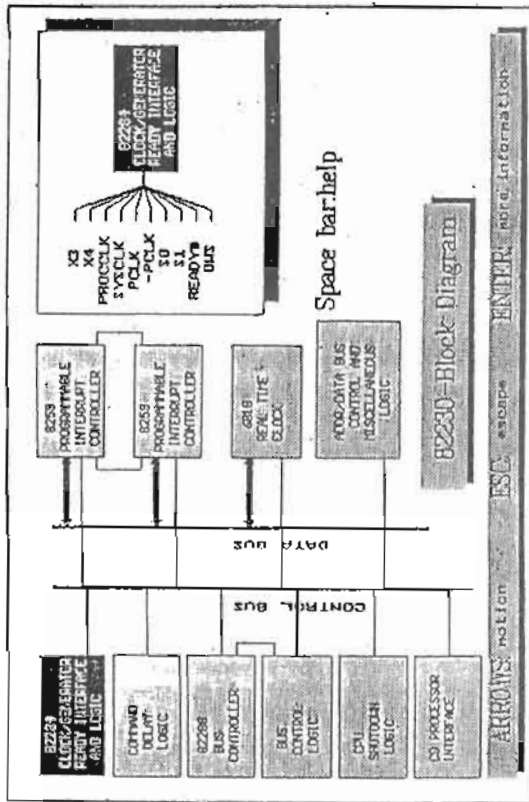 82284
CLOCK/GENERATOR
READY INTERFACE
AND LOGIC
COMMAND
DELAY
LOGIC
82288
BUS
CONTROLLER
BUS
CONTROL
LOGIC
CPU
SHUTDOWN
LOGIC
CO PROCESSOR
INTERFACE
CONTROL BUS
DATA BUS
8259
PROGRAMMABLE
INTERRUPT
CONTROLLER
8259
PROGRAMMABLE
INTERRUPT
CONTROLLER
6818
REAL TIME
CLOCK
ADDR/DATA BUS
CONTROL AND
MISCELLANEOUS
LOGIC
X3
X4
PROCCLK
SYSCLK
PCLK
-PCLK
S0
S1
READY#
0WS
82284
CLOCK/GENERATOR
READY INTERFACE
AND LOGIC
Space bar:help
82230-Block Diagram
ARROWS motion ESC escape ENTER more information